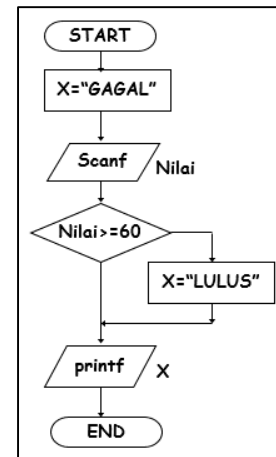 START
X="GAGAL"
Scanf
Nilai
Nilai>=60
X="LULUS"
printf
X
END